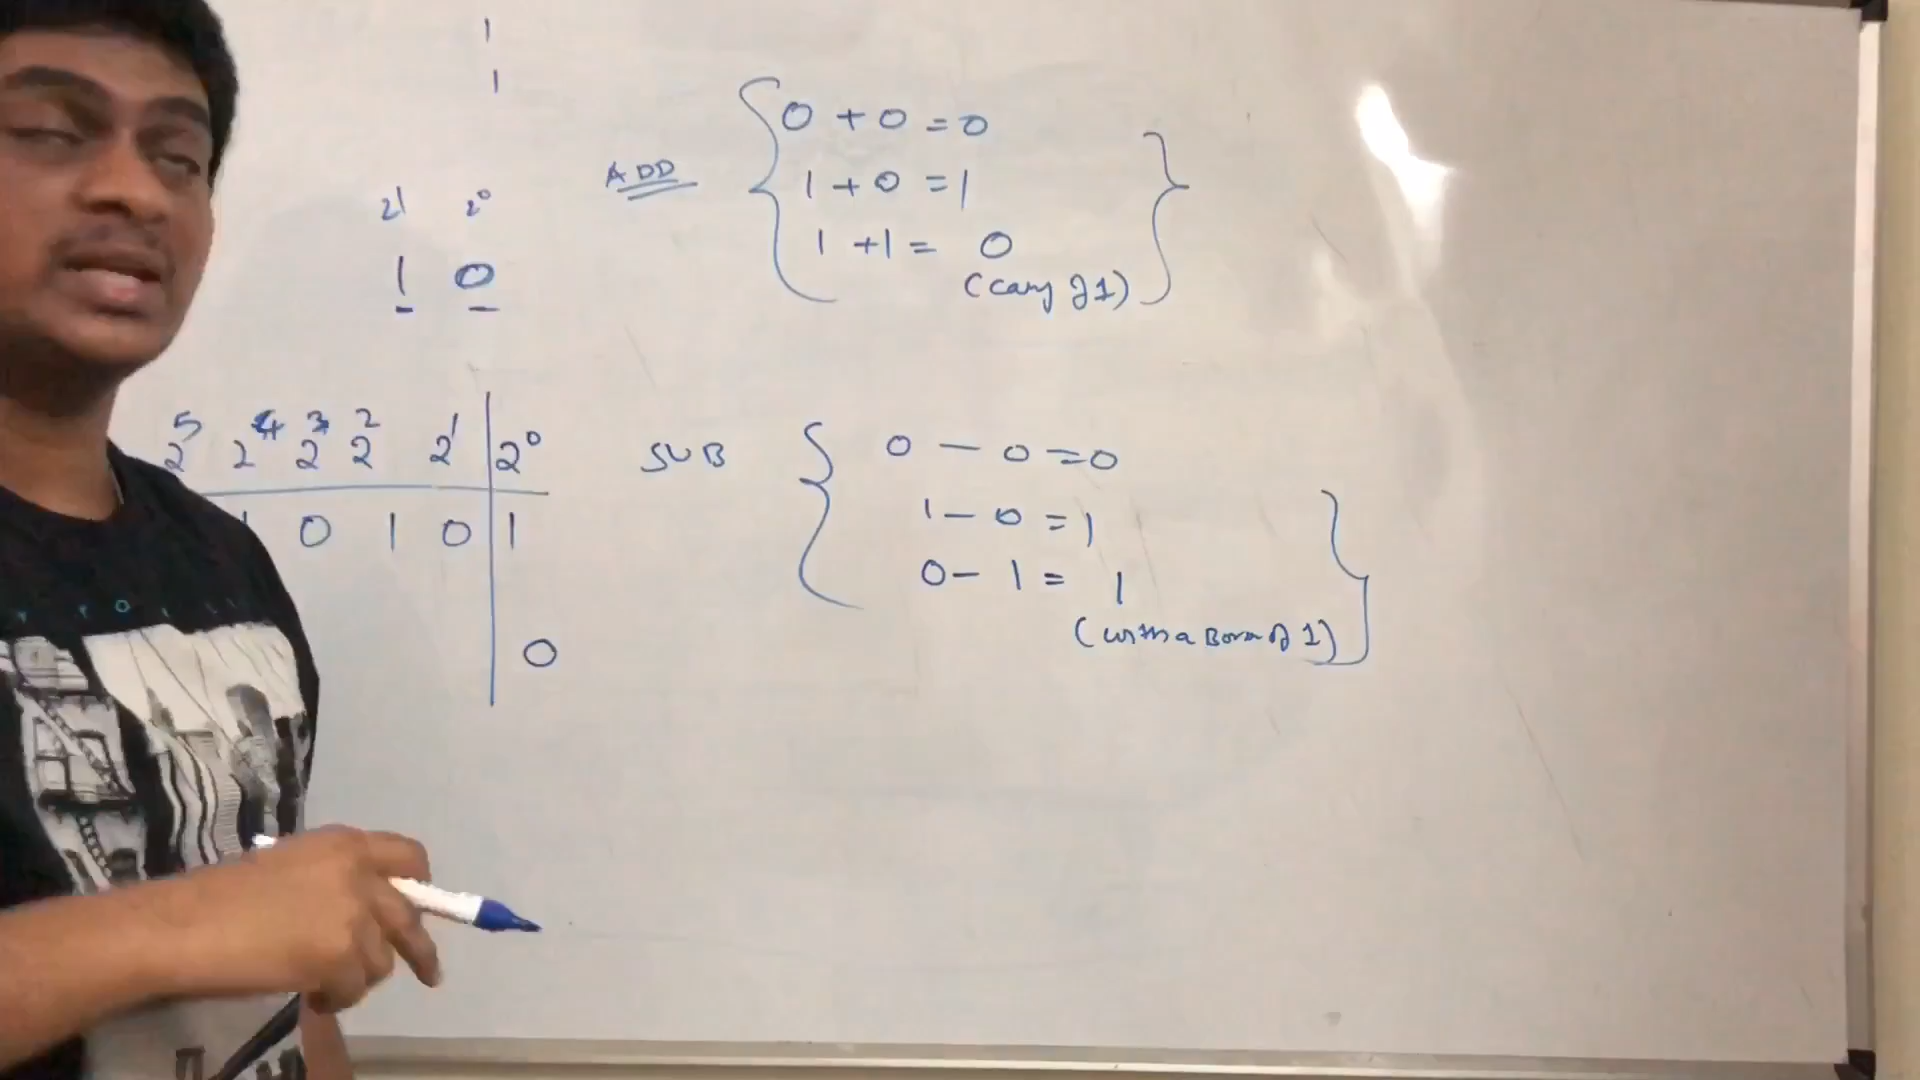 1
1
2¹ 2⁰
1 0
ADD
0 + 0 = 0
1 + 0 = 1
1 + 1 = 0
(carry of 1)
2⁵ 2⁴ 2³ 2² 2¹ 2⁰
1 0 1 0 1
0
SUB
0 - 0 = 0
1 - 0 = 1
0 - 1 = 1
(with a Borrow of 1)